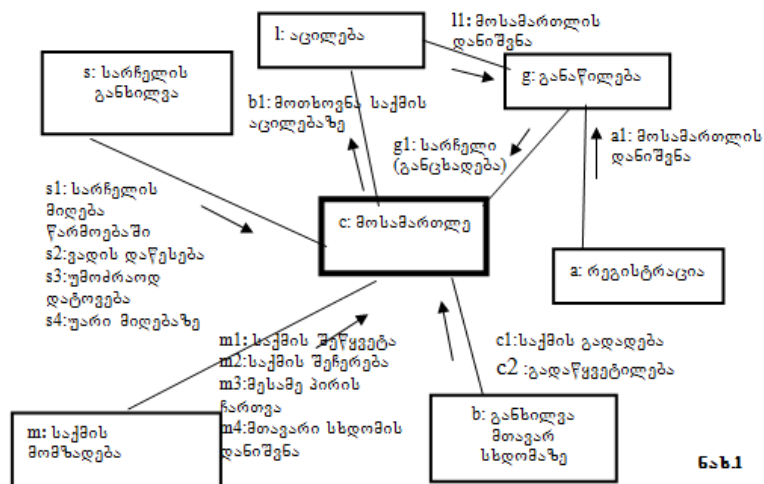 l: აცილება
l1: მოსამართლის
დანიშვნა
s: სარჩელის
განხილვა
g: განაწილება
b1: მოთხოვნა საქმის
აცილებაზე
g1: სარჩელი
(განცხადება)
a1: მოსამართლის
დანიშვნა
s1: სარჩელის
მიღება
წარმოებაში
s2:ვადის დაწესება
s3:უმოძრაოდ
დატოვება
s4:უარი მიღებაზე
c: მოსამართლე
a: რეგისტრაცია
m1: საქმის შეწყვეტა
m2:საქმის შეჩერება
m3:მესამე პირის
ჩართვა
m4:მთავარი სხდომის
დანიშვნა
c1:საქმის გადადება
c2 :გადაწყვეტილება
m: საქმის
მომზადება
b: განხილვა
მთავარ
სხდომაზე
ნახ.1